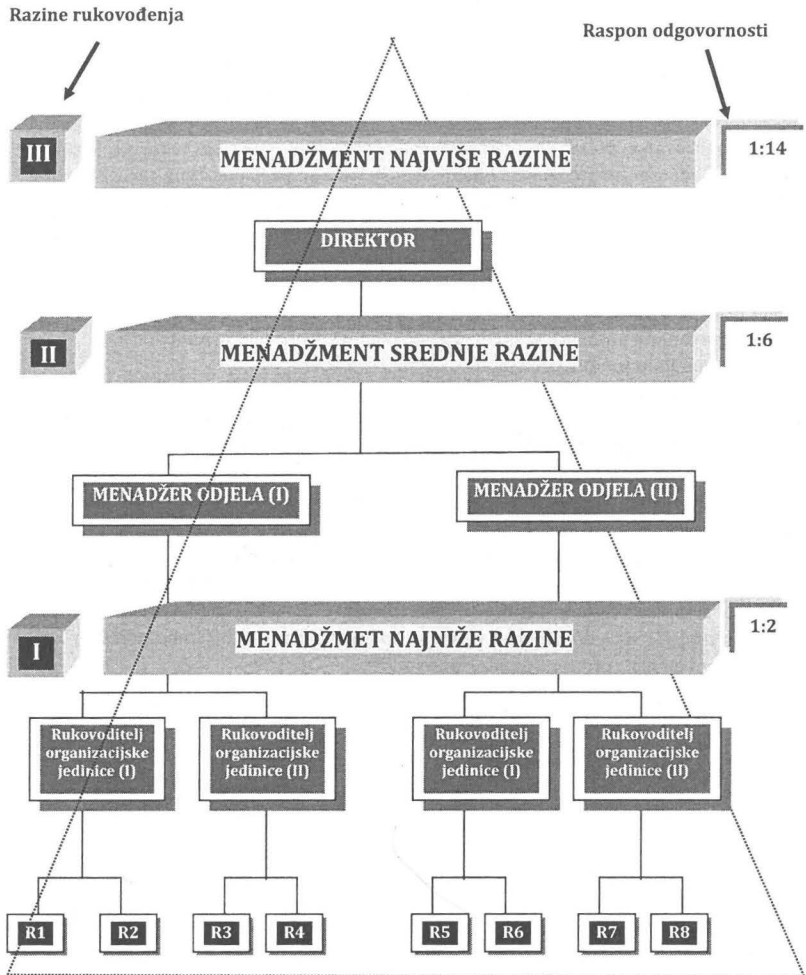 Razine rukovođenja
Raspon odgovornosti
III
MENADŽMENT NAJVIŠE RAZINE
1:14
DIREKTOR
II
MENADŽMENT SREDNJE RAZINE
1:6
MENADŽER ODJELA (I)
MENADŽER ODJELA (II)
I
MENADŽMET NAJNIŽE RAZINE
1:2
Rukovoditelj
organizacijske
jedinice (I)
Rukovoditelj
organizacijske
jedinice (II)
Rukovoditelj
organizacijske
jedinice (I)
Rukovoditelj
organizacijske
jedinice (II)
R1
R2
R3
R4
R5
R6
R7
R8